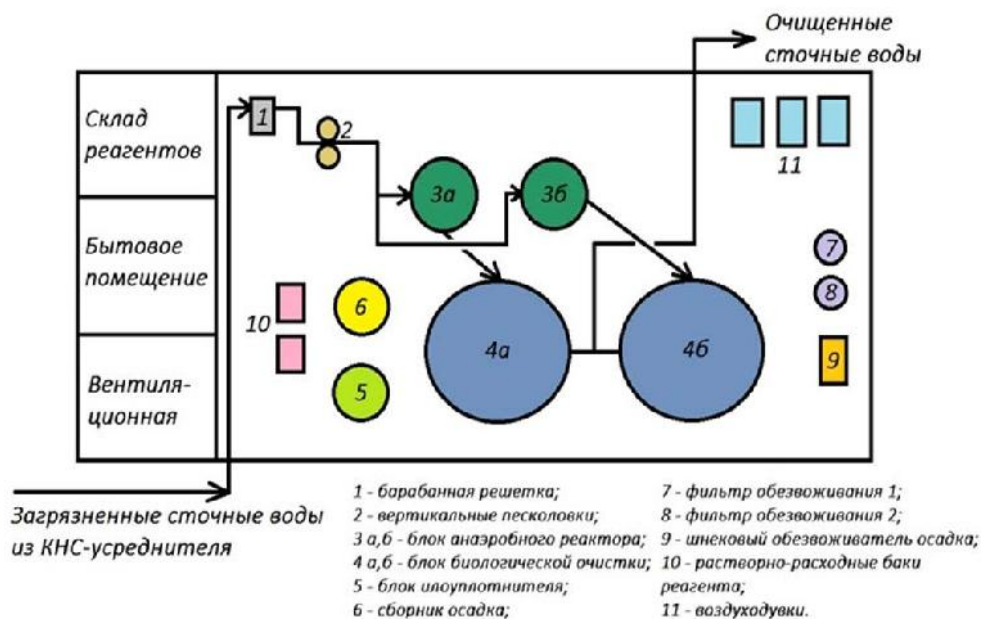 Очищенные
сточные воды
Склад
реагентов
Бытовое
помещение
Вентиля-
ционная
1
2
3а
3б
11
7
8
6
10
4а
4б
9
5
Загрязненные сточные воды
из КНС-усреднителя
1 - барабанная решетка;
2 - вертикальные песколовки;
3 а,б - блок анаэробного реактора;
4 а,б - блок биологической очистки;
5 - блок илоуплотнителя;
6 - сборник осадка;
7 - фильтр обезвоживания 1;
8 - фильтр обезвоживания 2;
9 - шнековый обезвоживатель осадка;
10 - растворно-расходные баки
реагента;
11 - воздуходувки.